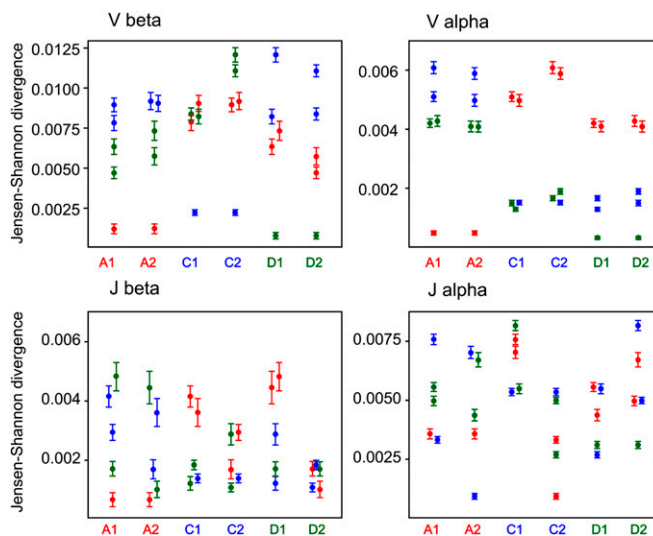 V beta
V alpha
Jensen-Shannon divergence
0.0125
0.0100
0.0075
0.0050
0.0025
0.006
0.004
0.002
A1 A2 C1 C2 D1 D2
A1 A2 C1 C2 D1 D2
J beta
J alpha
Jensen-Shannon divergence
0.006
0.004
0.002
0.0075
0.0050
0.0025
A1 A2 C1 C2 D1 D2
A1 A2 C1 C2 D1 D2